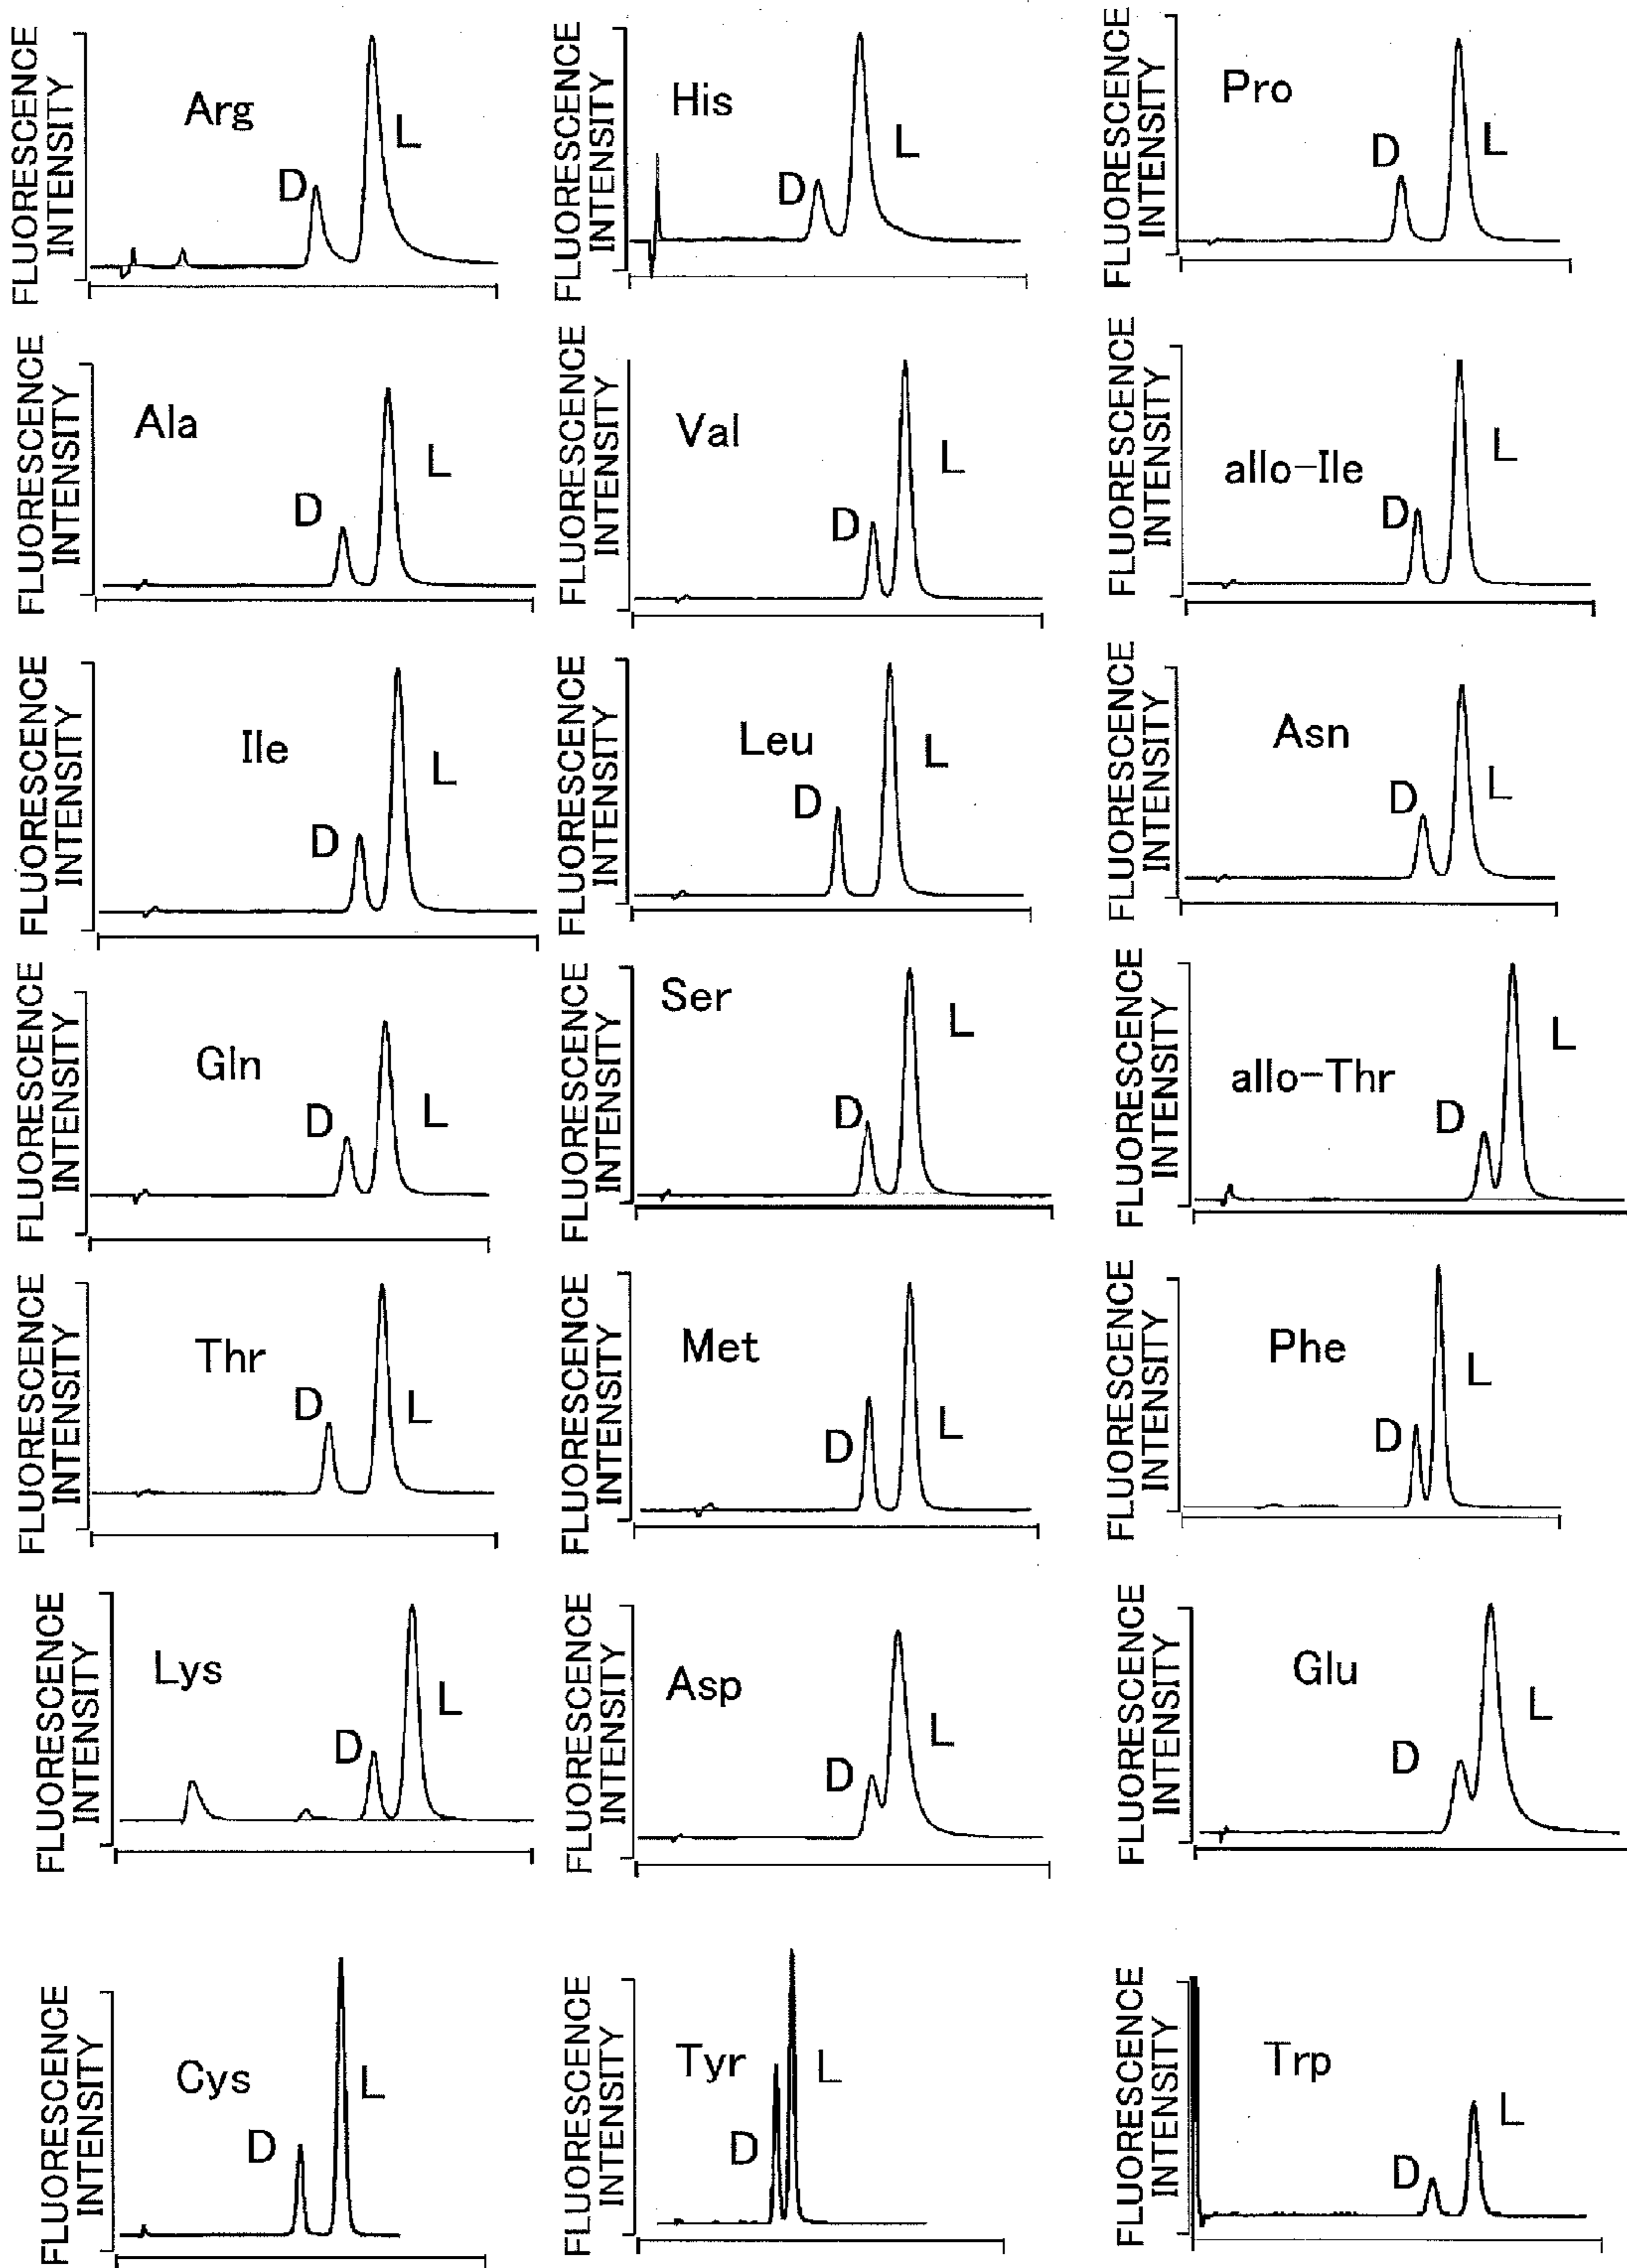 FLUORESCENCE
INTENSITY
Arg
D
L
FLUORESCENCE
INTENSITY
His
D
L
FLUORESCENCE
INTENSITY
Pro
D
L
FLUORESCENCE
INTENSITY
Ala
D
L
FLUORESCENCE
INTENSITY
Val
D
L
FLUORESCENCE
INTENSITY
allo-Ile
D
L
FLUORESCENCE
INTENSITY
Ile
D
L
FLUORESCENCE
INTENSITY
Leu
D
L
FLUORESCENCE
INTENSITY
Asn
D
L
FLUORESCENCE
INTENSITY
Gln
D
L
FLUORESCENCE
INTENSITY
Ser
D
L
FLUORESCENCE
INTENSITY
allo-Thr
D
L
FLUORESCENCE
INTENSITY
Thr
D
L
FLUORESCENCE
INTENSITY
Met
D
L
FLUORESCENCE
INTENSITY
Phe
D
L
FLUORESCENCE
INTENSITY
Lys
D
L
FLUORESCENCE
INTENSITY
Asp
D
L
FLUORESCENCE
INTENSITY
Glu
D
L
FLUORESCENCE
INTENSITY
Cys
D
L
FLUORESCENCE
INTENSITY
Tyr
D
L
FLUORESCENCE
INTENSITY
Trp
D
L